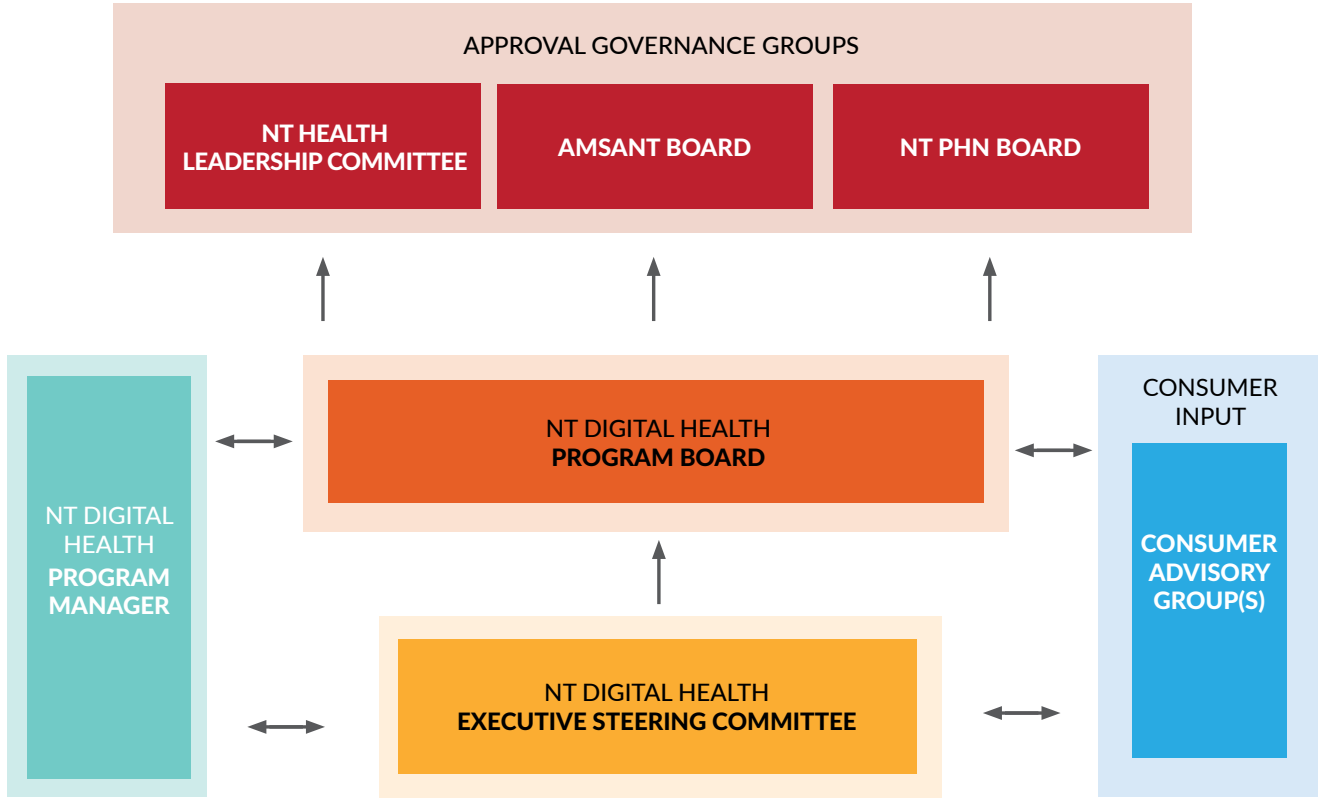 APPROVAL GOVERNANCE GROUPS
NT HEALTH
LEADERSHIP COMMITTEE
AMSANT BOARD
NT PHN BOARD
NT DIGITAL HEALTH
PROGRAM BOARD
CONSUMER
INPUT
NT DIGITAL
HEALTH
PROGRAM
MANAGER
CONSUMER
ADVISORY
GROUP(S)
NT DIGITAL HEALTH
EXECUTIVE STEERING COMMITTEE